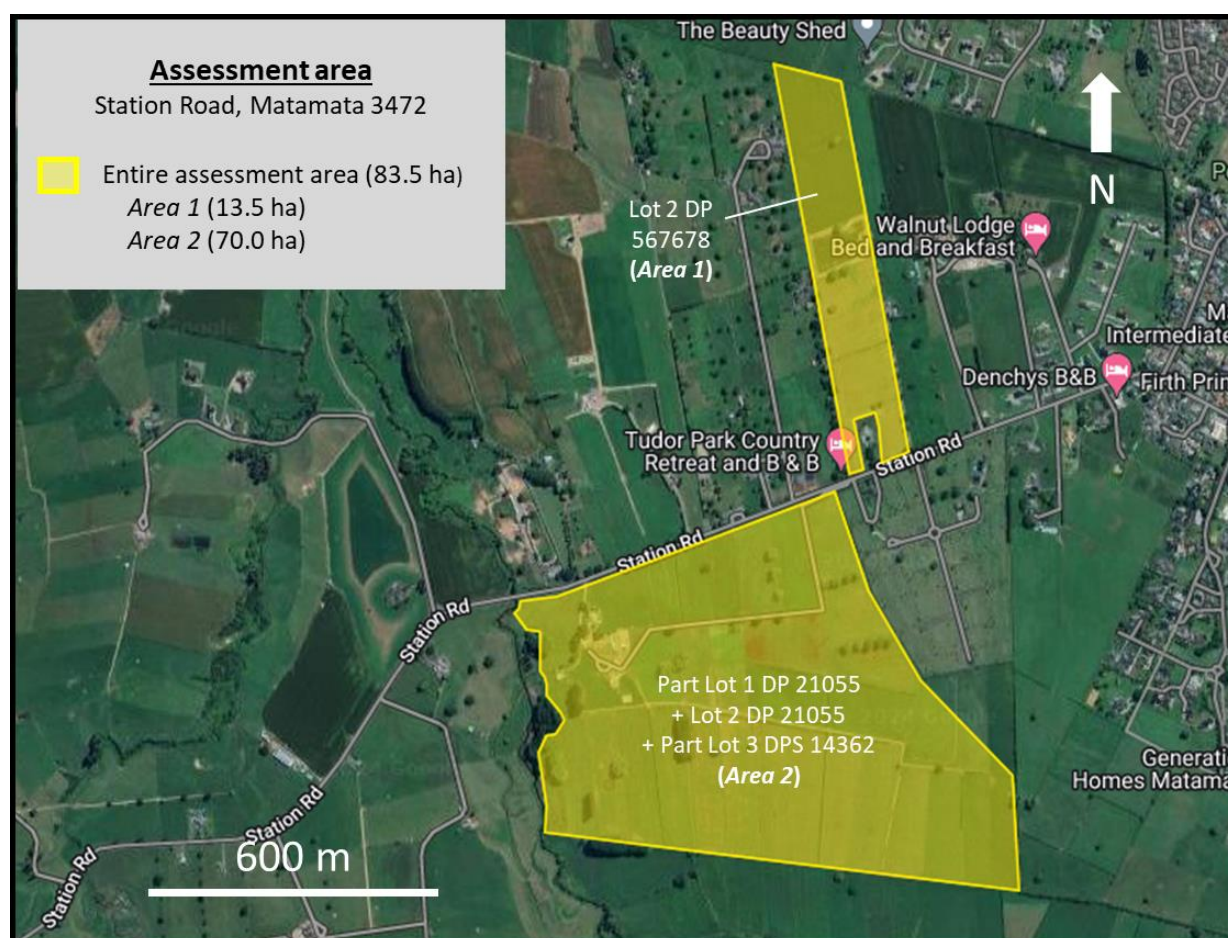 Assessment area
Station Road, Matamata 3472
Entire assessment area (83.5 ha)
Area 1 (13.5 ha)
Area 2 (70.0 ha)
The Beauty Shed
N
Lot 2 DP
567678
(Area 1)
Walnut Lodge
Bed and Breakfast
Intermediate
Denchys B&B
Firth Prin
Tudor Park Country
Retreat and B & B
Station Rd
Station Rd
Station Rd
Station Rd
Part Lot 1 DP 21055
+ Lot 2 DP 21055
+ Part Lot 3 DPS 14362
(Area 2)
Generati
Homes Matama
Station Rd
600 m
Station Rd